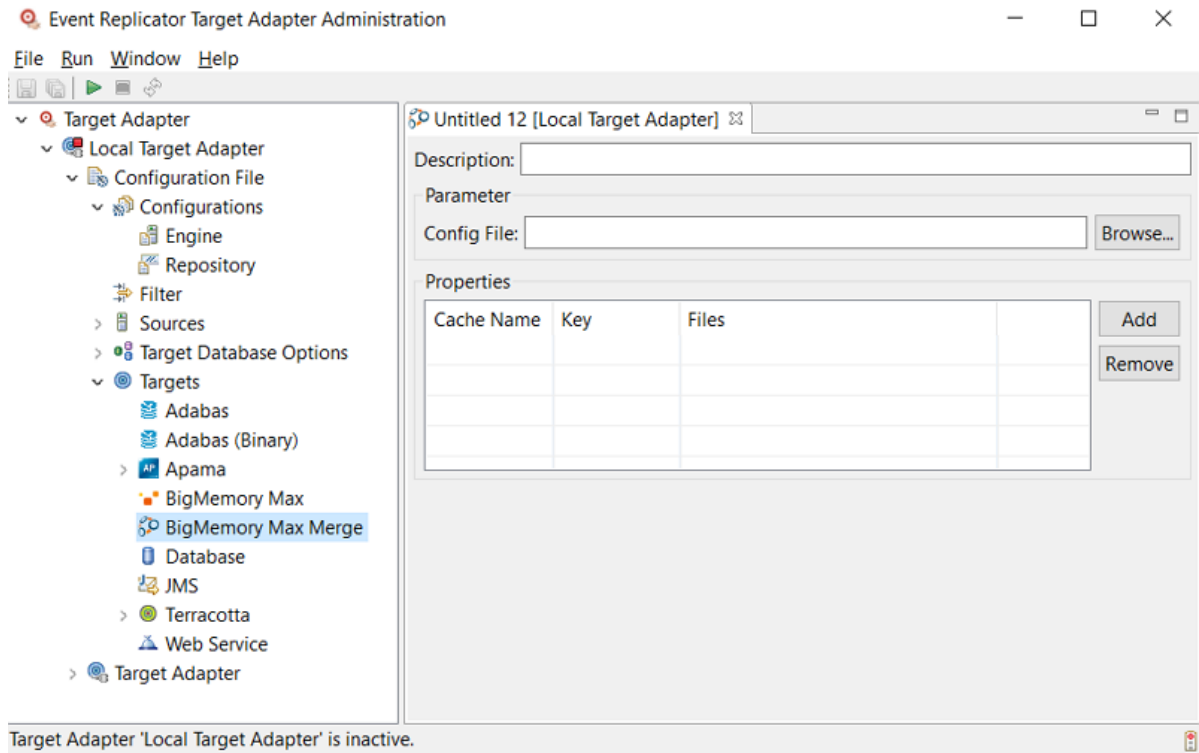 Event Replicator Target Adapter Administration
File Run Window Help
Target Adapter
Local Target Adapter
Configuration File
Configurations
Engine
Repository
Filter
Sources
Target Database Options
Targets
Adabas
Adabas (Binary)
AP Apama
BigMemory Max
BigMemory Max Merge
Database
JMS
Terracotta
Web Service
Target Adapter
Untitled 12 [Local Target Adapter]
Description:
Parameter
Config File: Browse...
Properties
Cache Name Key Files Add
Remove
Target Adapter 'Local Target Adapter' is inactive.